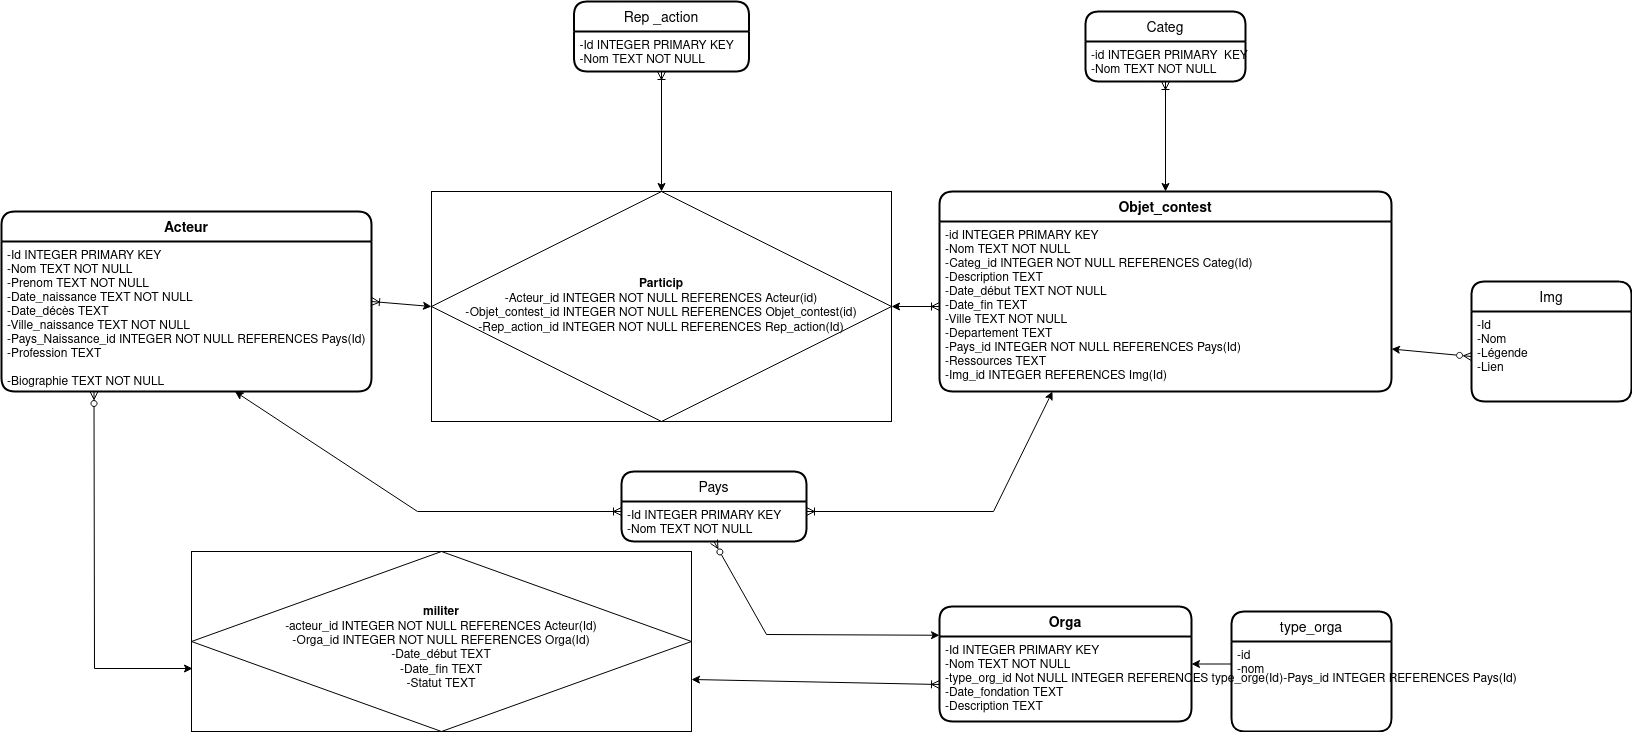 Rep _action
-Id INTEGER PRIMARY KEY
-Nom TEXT NOT NULL
Categ
-id INTEGER PRIMARY  KEY
-Nom TEXT NOT NULL
Acteur
-Id INTEGER PRIMARY KEY
-Nom TEXT NOT NULL
-Prenom TEXT NOT NULL
-Date_naissance TEXT NOT NULL
-Date_décès TEXT
-Ville_naissance TEXT NOT NULL
-Pays_Naissance_id INTEGER NOT NULL REFERENCES Pays(Id)
-Profession TEXT
-Biographie TEXT NOT NULL
Particip
-Acteur_id INTEGER NOT NULL REFERENCES Acteur(id)
-Objet_contest_id INTEGER NOT NULL REFERENCES Objet_contest(id)
-Rep_action_id INTEGER NOT NULL REFERENCES Rep_action(Id)
Objet_contest
-id INTEGER PRIMARY KEY
-Nom TEXT NOT NULL
-Categ_id INTEGER NOT NULL REFERENCES Categ(Id)
-Description TEXT
-Date_début TEXT NOT NULL
-Date_fin TEXT
-Ville TEXT NOT NULL
-Departement TEXT
-Pays_id INTEGER NOT NULL REFERENCES Pays(Id)
-Ressources TEXT
-Img_id INTEGER REFERENCES Img(Id)
Img
-Id
-Nom
-Légende
-Lien
Pays
-Id INTEGER PRIMARY KEY
-Nom TEXT NOT NULL
militer
-acteur_id INTEGER NOT NULL REFERENCES Acteur(Id)
-Orga_id INTEGER NOT NULL REFERENCES Orga(Id)
-Date_début TEXT
-Date_fin TEXT
-Statut TEXT
Orga
-Id INTEGER PRIMARY KEY
-Nom TEXT NOT NULL
-type_org_id Not NULL INTEGER REFERENCES type_orge(Id)-Pays_id INTEGER REFERENCES Pays(Id)
-Date_fondation TEXT
-Description TEXT
type_orga
-id
-nom